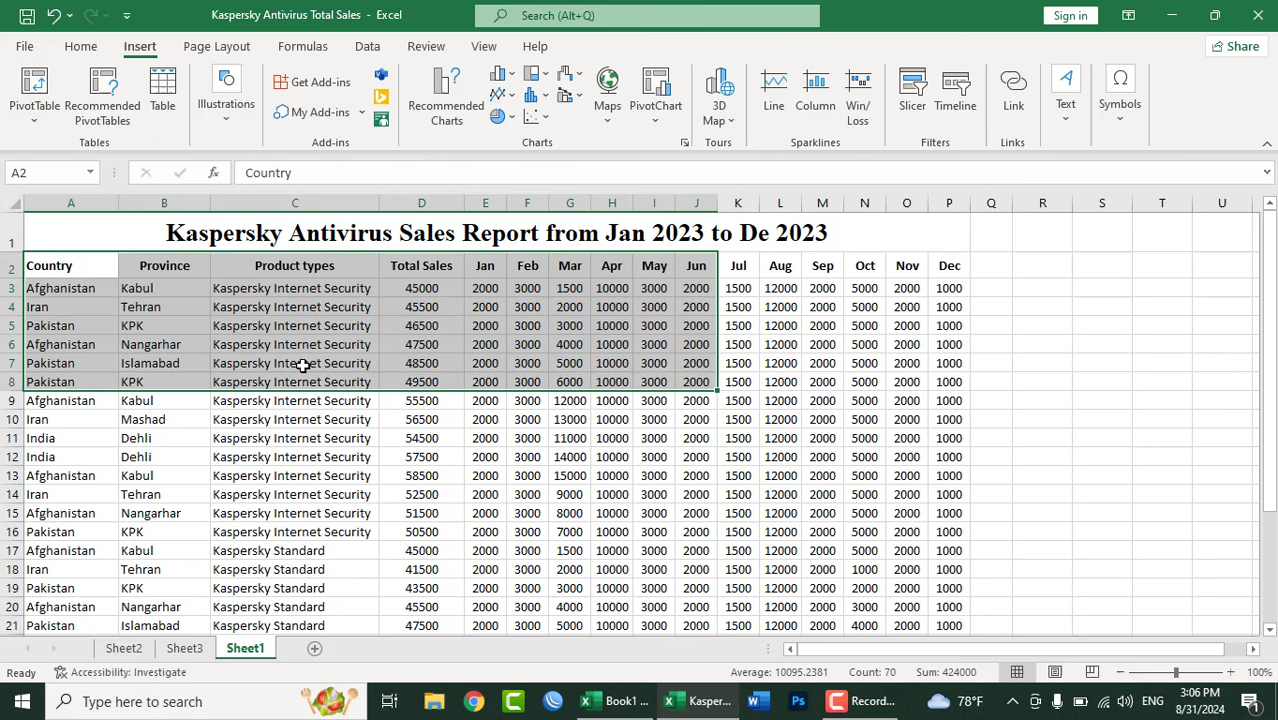 Kaspersky Antivirus Total Sales - Excel
Search (Alt+Q)
Sign in
File Home Insert Page Layout Formulas Data Review View Help
Share
PivotTable
Recommended PivotTables
Table
Illustrations
Get Add-ins
My Add-ins
Recommended Charts
Maps
PivotChart
3D Map
Line
Column
Win/Loss
Slicer
Timeline
Link
Text
Symbols
Tables Add-ins Charts Tours Sparklines Filters Links
A2
fx
Country
A B C D E F G H I J K L M N O P Q R S T U
1 Kaspersky Antivirus Sales Report from Jan 2023 to De 2023
2 Country Province Product types Total Sales Jan Feb Mar Apr May Jun Jul Aug Sep Oct Nov Dec
3 Afghanistan Kabul Kaspersky Internet Security 45000 2000 3000 1500 10000 3000 2000 1500 12000 2000 5000 2000 1000
4 Iran Tehran Kaspersky Internet Security 45500 2000 3000 2000 10000 3000 2000 1500 12000 2000 5000 2000 1000
5 Pakistan KPK Kaspersky Internet Security 46500 2000 3000 3000 10000 3000 2000 1500 12000 2000 5000 2000 1000
6 Afghanistan Nangarhar Kaspersky Internet Security 47500 2000 3000 4000 10000 3000 2000 1500 12000 2000 5000 2000 1000
7 Pakistan Islamabad Kaspersky Internet Security 48500 2000 3000 5000 10000 3000 2000 1500 12000 2000 5000 2000 1000
8 Pakistan KPK Kaspersky Internet Security 49500 2000 3000 6000 10000 3000 2000 1500 12000 2000 5000 2000 1000
9 Afghanistan Kabul Kaspersky Internet Security 55500 2000 3000 12000 10000 3000 2000 1500 12000 2000 5000 2000 1000
10 Iran Mashad Kaspersky Internet Security 56500 2000 3000 13000 10000 3000 2000 1500 12000 2000 5000 2000 1000
11 India Dehli Kaspersky Internet Security 54500 2000 3000 11000 10000 3000 2000 1500 12000 2000 5000 2000 1000
12 India Dehli Kaspersky Internet Security 57500 2000 3000 14000 10000 3000 2000 1500 12000 2000 5000 2000 1000
13 Afghanistan Kabul Kaspersky Internet Security 58500 2000 3000 15000 10000 3000 2000 1500 12000 2000 5000 2000 1000
14 Iran Tehran Kaspersky Internet Security 52500 2000 3000 9000 10000 3000 2000 1500 12000 2000 5000 2000 1000
15 Afghanistan Nangarhar Kaspersky Internet Security 51500 2000 3000 8000 10000 3000 2000 1500 12000 2000 5000 2000 1000
16 Pakistan KPK Kaspersky Internet Security 50500 2000 3000 7000 10000 3000 2000 1500 12000 2000 5000 2000 1000
17 Afghanistan Kabul Kaspersky Standard 45000 2000 3000 1500 10000 3000 2000 1500 12000 2000 5000 2000 1000
18 Iran Tehran Kaspersky Standard 41500 2000 3000 2000 10000 3000 2000 1500 12000 2000 1000 2000 1000
19 Pakistan KPK Kaspersky Standard 43500 2000 3000 3000 10000 3000 2000 1500 12000 2000 2000 2000 1000
20 Afghanistan Nangarhar Kaspersky Standard 45500 2000 3000 4000 10000 3000 2000 1500 12000 2000 3000 2000 1000
21 Pakistan Islamabad Kaspersky Standard 47500 2000 3000 5000 10000 3000 2000 1500 12000 2000 4000 2000 1000
Sheet2 Sheet3 Sheet1
Ready Accessibility: Investigate Average: 10095.2381 Count: 70 Sum: 424000 100%
Type here to search
Book1 ...
Kasper...
Record...
78°F
ENG
3:06 PM
8/31/2024
1